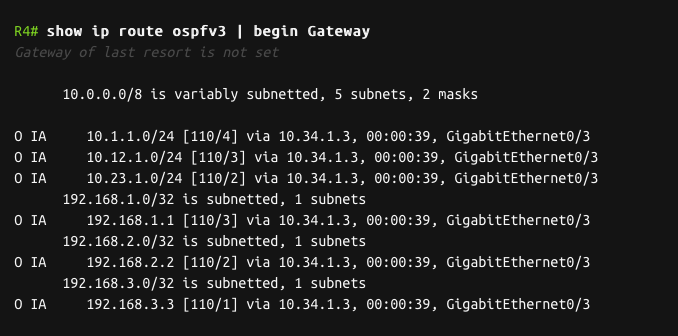 R4# show ip route ospfv3 | begin Gateway
Gateway of last resort is not set
10.0.0.0/8 is variably subnetted, 5 subnets, 2 masks
O IA 10.1.1.0/24 [110/4] via 10.34.1.3, 00:00:39, GigabitEthernet0/3
O IA 10.12.1.0/24 [110/3] via 10.34.1.3, 00:00:39, GigabitEthernet0/3
O IA 10.23.1.0/24 [110/2] via 10.34.1.3, 00:00:39, GigabitEthernet0/3
192.168.1.0/32 is subnetted, 1 subnets
O IA 192.168.1.1 [110/3] via 10.34.1.3, 00:00:39, GigabitEthernet0/3
192.168.2.0/32 is subnetted, 1 subnets
O IA 192.168.2.2 [110/2] via 10.34.1.3, 00:00:39, GigabitEthernet0/3
192.168.3.0/32 is subnetted, 1 subnets
O IA 192.168.3.3 [110/1] via 10.34.1.3, 00:00:39, GigabitEthernet0/3